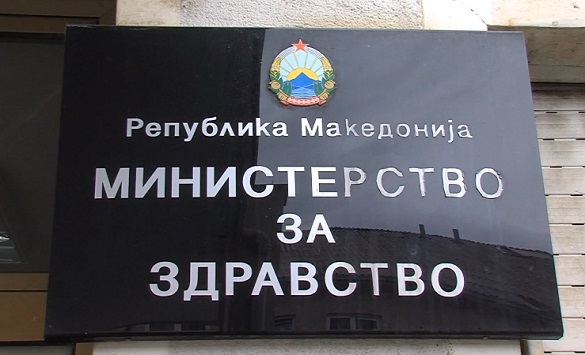 Република Македонија
МИНИСТЕРСТВО
ЗА
ЗДРАВСТВО